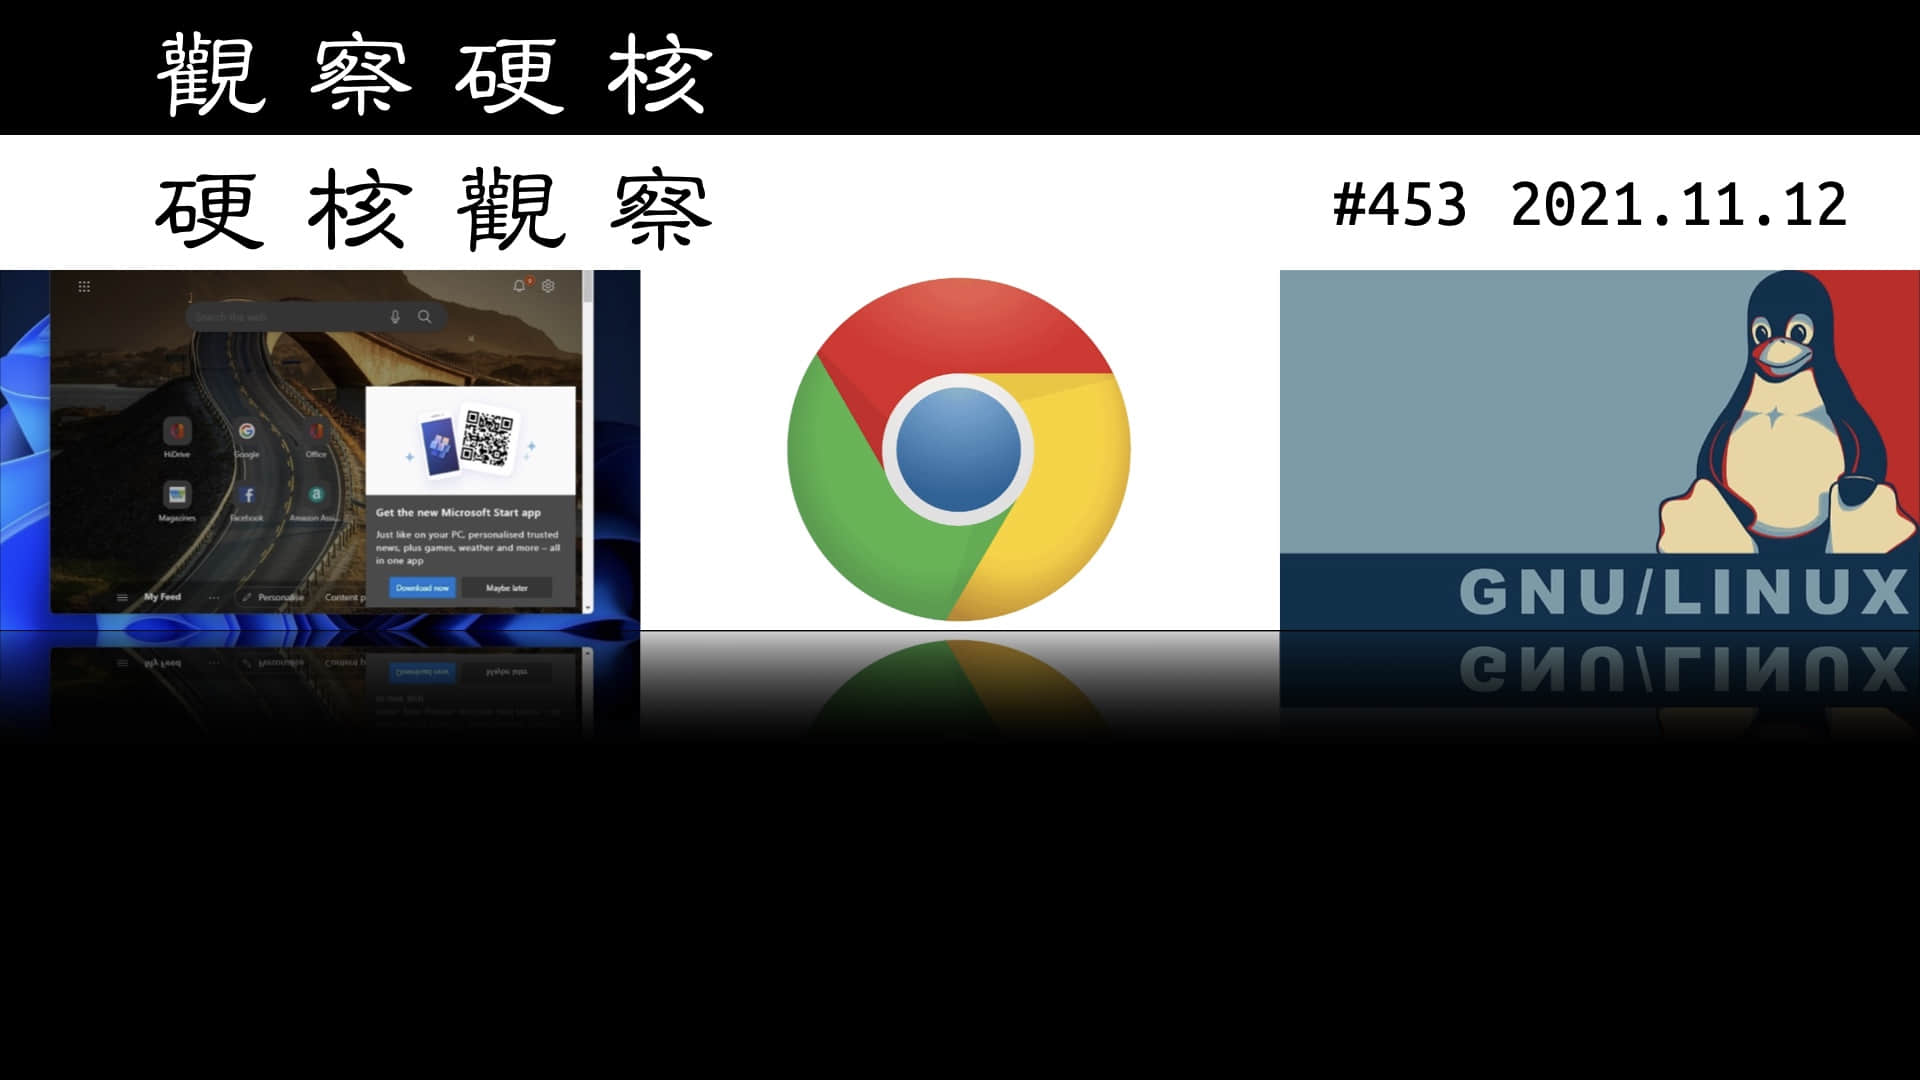 觀察硬核
硬核觀察
#453 2021.11.12
Search the web
HiDrive
Google
Office
Magazines
Facebook
Amazon Assi...
Get the new Microsoft Start app
Just like on your PC, personalised trusted
news, plus games, weather and more – all
in one app
Download now
Maybe later
My Feed
...
Personalise
Content p
GNU/LINUX